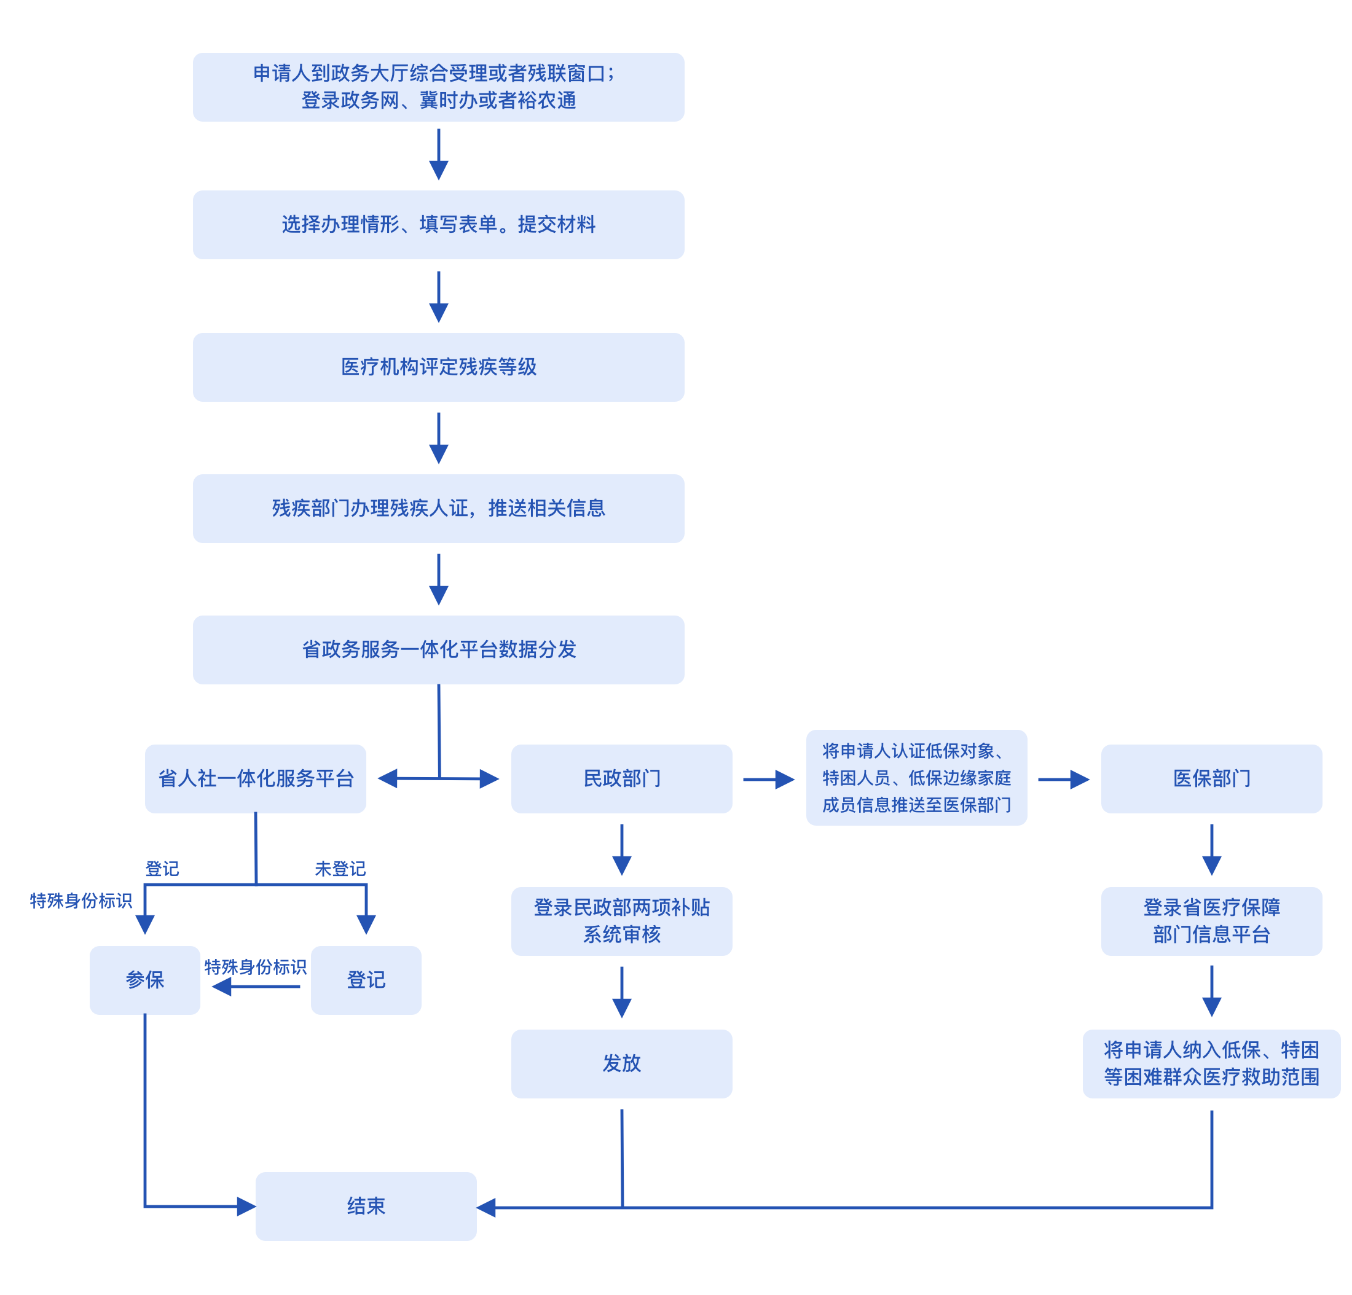 申请人到政务大厅综合受理或者残联窗口；
登录政务网、冀时办或者裕农通
选择办理情形、填写表单。提交材料
医疗机构评定残疾等级
残疾部门办理残疾人证，推送相关信息
省政务服务一体化平台数据分发
省人社一体化服务平台
民政部门
将申请人认证低保对象、
特困人员、低保边缘家庭
成员信息推送至医保部门
医保部门
登记
未登记
特殊身份标识
登录民政部两项补贴
系统审核
登录省医疗保障
部门信息平台
参保
特殊身份标识
登记
发放
将申请人纳入低保、特困
等困难群众医疗救助范围
结束